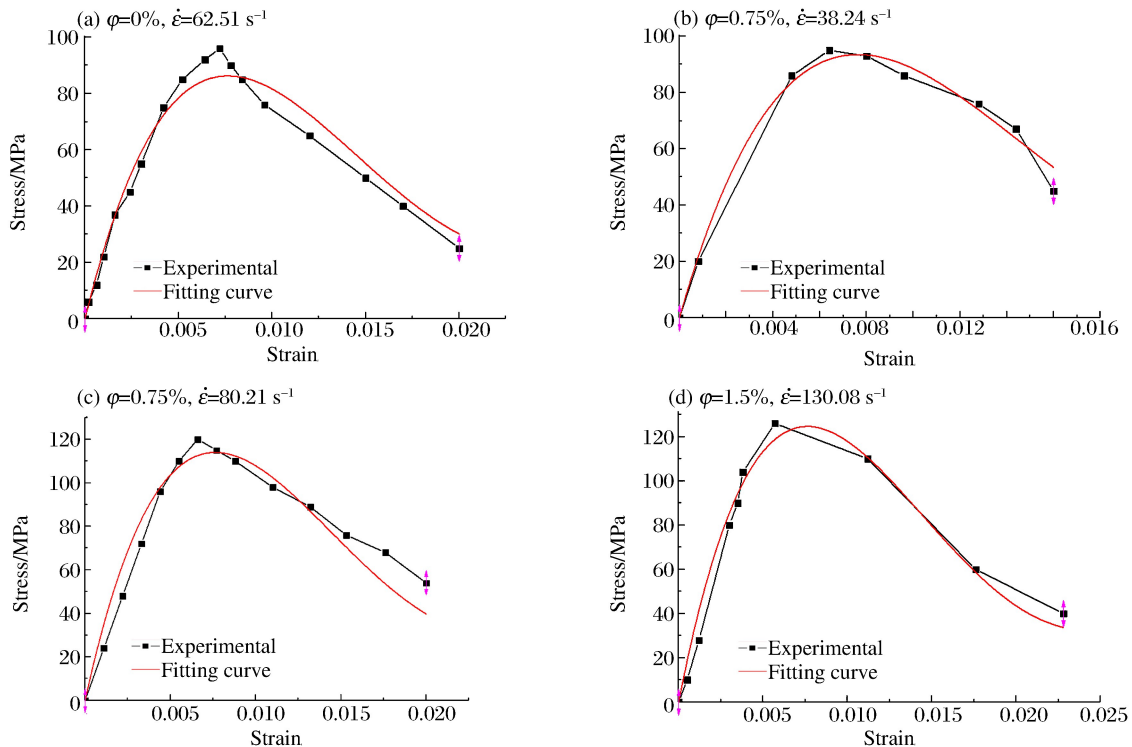 (a) φ=0%, ε̇=62.51 s⁻¹
100
80
60
40
20
0
Stress/MPa
Experimental
Fitting curve
0.005 0.010 0.015 0.020
Strain
(b) φ=0.75%, ε̇=38.24 s⁻¹
100
80
60
40
20
0
Stress/MPa
Experimental
Fitting curve
0.004 0.008 0.012 0.016
Strain
(c) φ=0.75%, ε̇=80.21 s⁻¹
120
100
80
60
40
20
0
Stress/MPa
Experimental
Fitting curve
0.005 0.010 0.015 0.020
Strain
(d) φ=1.5%, ε̇=130.08 s⁻¹
120
100
80
60
40
20
0
Stress/MPa
Experimental
Fitting curve
0.005 0.010 0.015 0.020 0.025
Strain